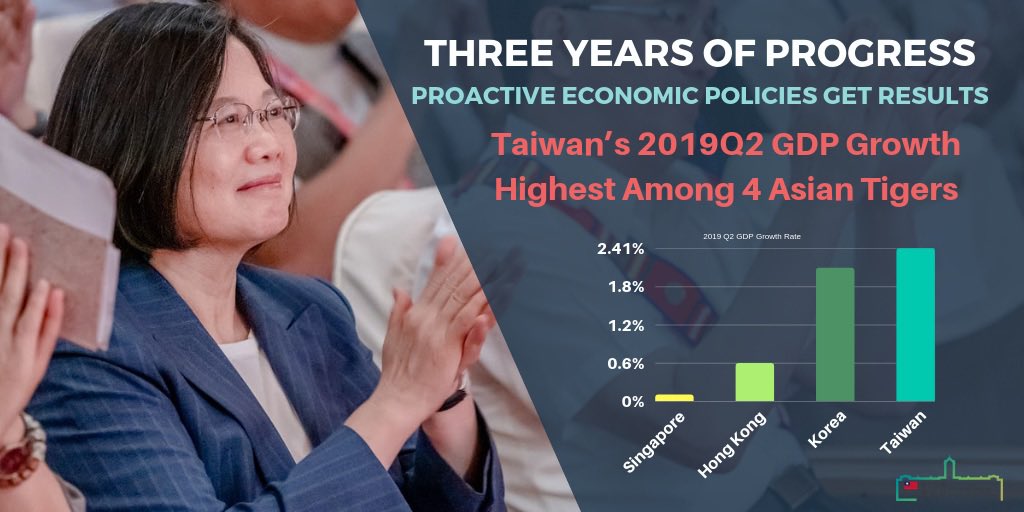 THREE YEARS OF PROGRESS
PROACTIVE ECONOMIC POLICIES GET RESULTS
Taiwan's 2019Q2 GDP Growth
Highest Among 4 Asian Tigers
2019 Q2 GDP Growth Rate
2.41%
1.8%
1.2%
0.6%
0%
Singapore
Hong Kong
Korea
Taiwan